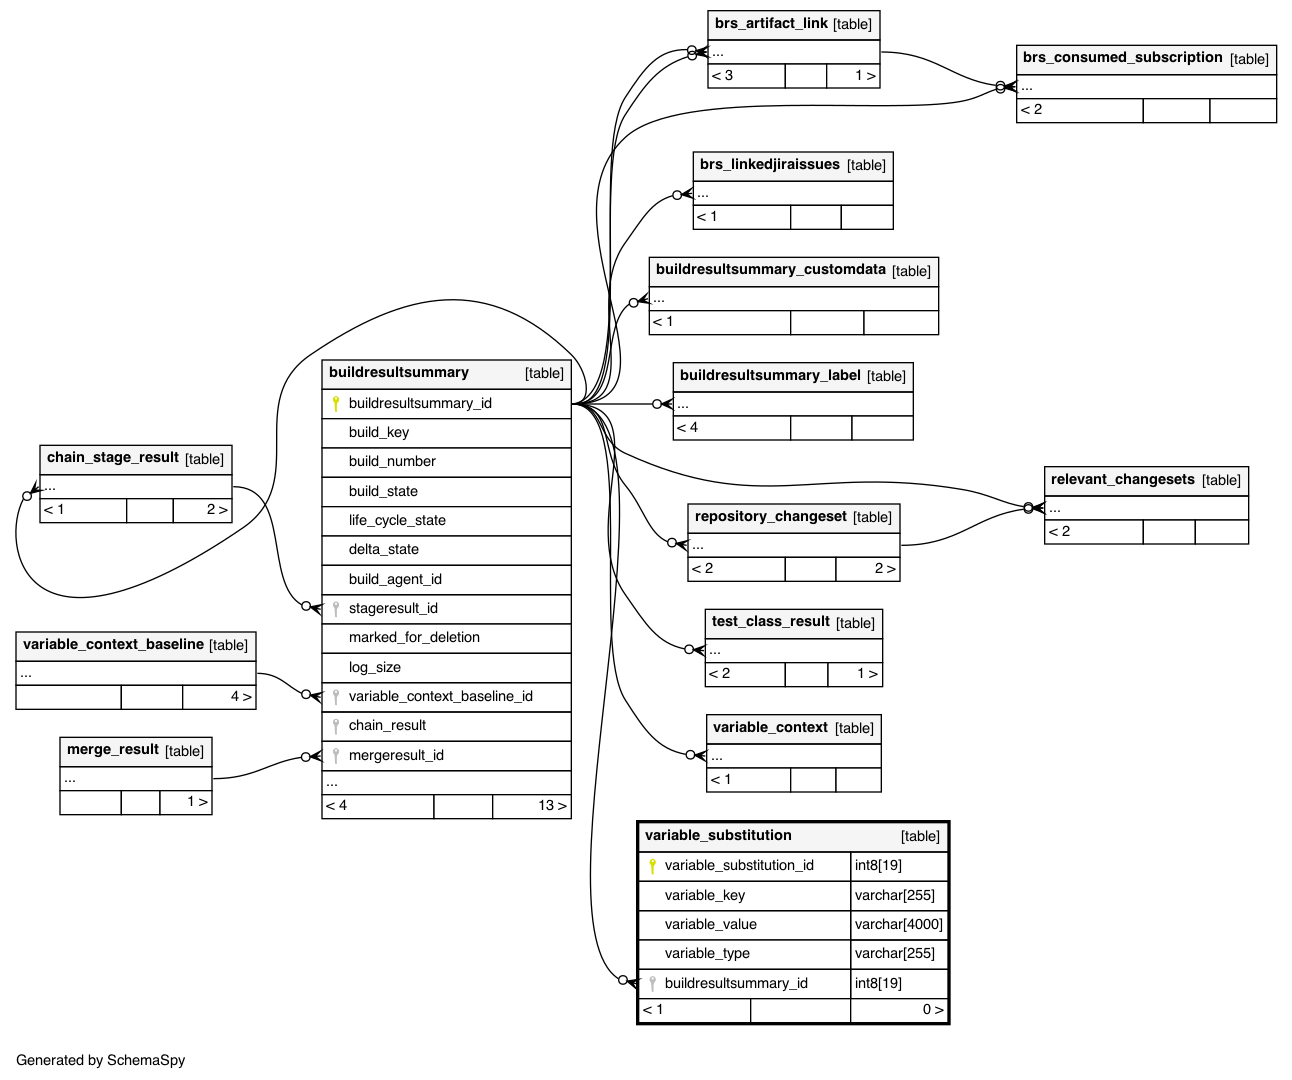 brs_artifact_link [table]
...
< 3 1 >
brs_consumed_subscription [table]
...
< 2
brs_linkedjiraissues [table]
...
< 1
buildresultsummary_customdata [table]
...
< 1
buildresultsummary_label [table]
...
< 4
buildresultsummary [table]
buildresultsummary_id
build_key
build_number
build_state
life_cycle_state
delta_state
build_agent_id
stageresult_id
marked_for_deletion
log_size
variable_context_baseline_id
chain_result
mergeresult_id
...
< 4 13 >
chain_stage_result [table]
...
< 1 2 >
variable_context_baseline [table]
...
4 >
merge_result [table]
...
1 >
relevant_changesets [table]
...
< 2
repository_changeset [table]
...
< 2 2 >
test_class_result [table]
...
< 2 1 >
variable_context [table]
...
< 1
variable_substitution [table]
variable_substitution_id int8[19]
variable_key varchar[255]
variable_value varchar[4000]
variable_type varchar[255]
buildresultsummary_id int8[19]
< 1 0 >
Generated by SchemaSpy